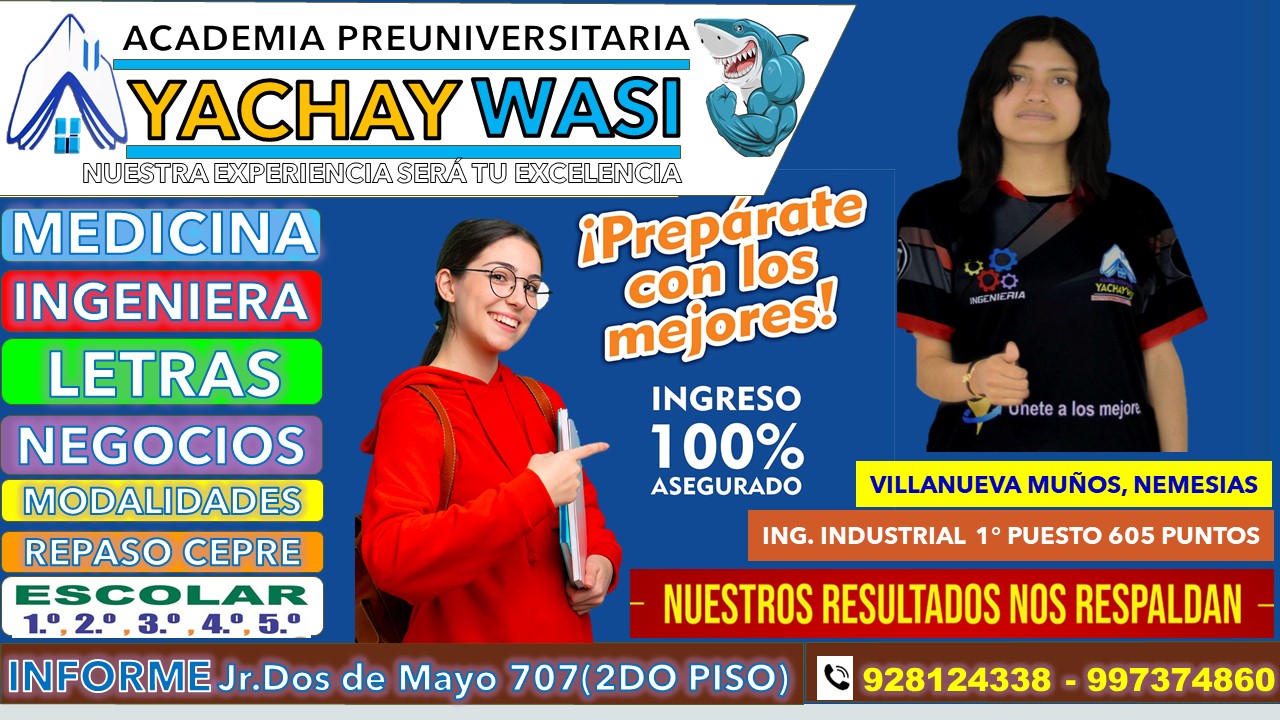 ACADEMIA PREUNIVERSITARIA
YACHAY WASI
NUESTRA EXPERIENCIA SERÁ TU EXCELENCIA
MEDICINA
INGENIERA
LETRAS
NEGOCIOS
MODALIDADES
REPASO CEPRE
ESCOLAR
1.º, 2.º , 3.º , 4.º, 5.º
¡Prepárate
con los
mejores!
INGRESO
100%
ASEGURADO
INGENIERIA
YACHAY
Únete a los mejore
VILLANUEVA MUÑOS, NEMESIAS
ING. INDUSTRIAL 1° PUESTO 605 PUNTOS
- NUESTROS RESULTADOS NOS RESPALDAN -
INFORME Jr.Dos de Mayo 707(2DO PISO)
928124338 - 997374860